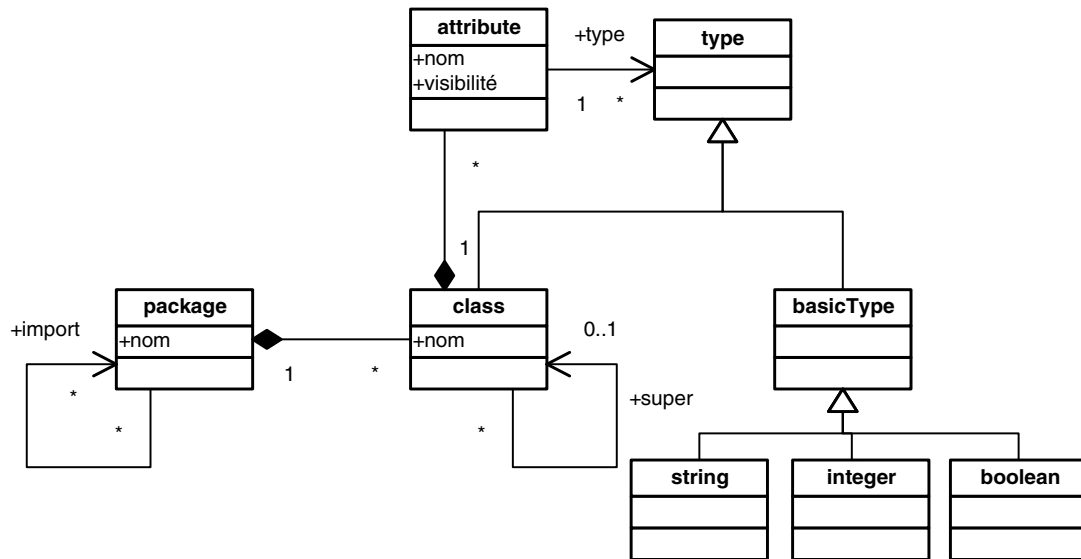 attribute
+nom
+visibilité
+type
1 *
type
*
1
package
+nom
+import
*
*
1
*
class
+nom
0..1
+super
*
basicType
string
integer
boolean